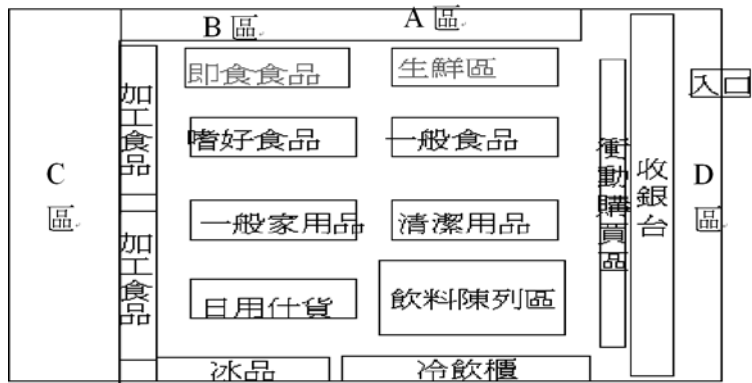 B 區
A 區
即食食品
生鮮區
入口
加工食品
嗜好食品
一般食品
衝動購買區
收銀台
C 區
D 區
一般家用品
清潔用品
加工食品
日用什貨
飲料陳列區
冰品
冷飲櫃